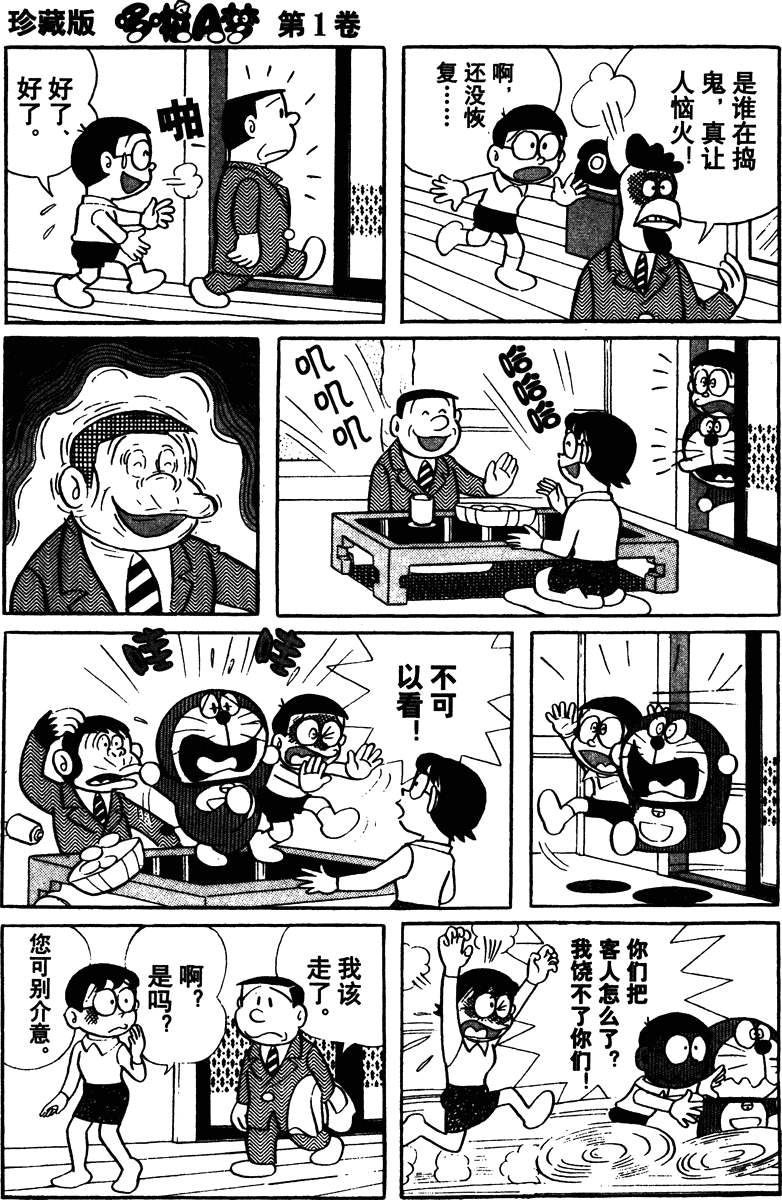 珍藏版 哆啦A梦 第1卷
是谁在捣
鬼，真让
人恼火！
啊，
还没恢
复……
啪
好了、
好了。
哈哈哈
叽叽叽
不可
以看！
哇
哇
你们把
客人怎么了？
我饶不了你们！
我该
走了。
啊？
是吗？
您可别介意。